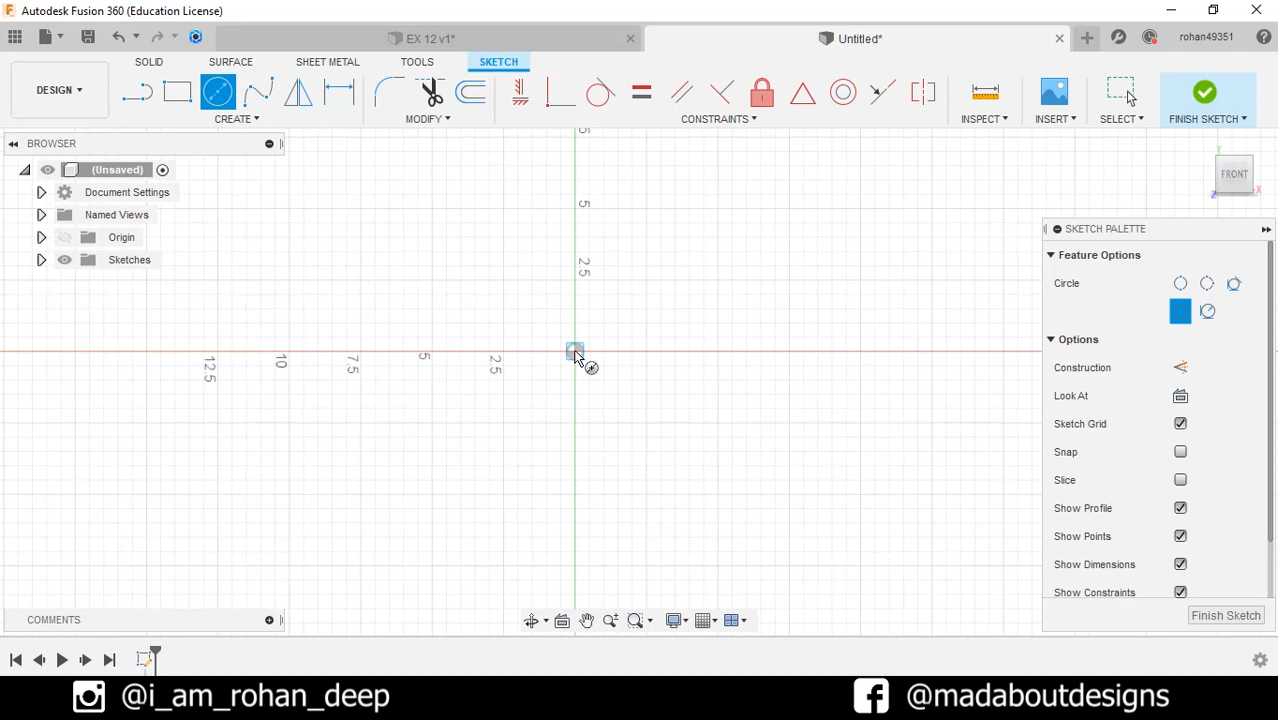 Autodesk Fusion 360 (Education License)
EX 12 v1*
Untitled*
rohan49351
DESIGN
SOLID
SURFACE
SHEET METAL
TOOLS
SKETCH
CREATE
MODIFY
CONSTRAINTS
INSPECT
INSERT
SELECT
FINISH SKETCH
BROWSER
(Unsaved)
Document Settings
Named Views
Origin
Sketches
5
5
2.5
12.5
10
7.5
5
2.5
FRONT
Y
X
Z
SKETCH PALETTE
Feature Options
Circle
Options
Construction
Look At
Sketch Grid
Snap
Slice
Show Profile
Show Points
Show Dimensions
Show Constraints
Finish Sketch
COMMENTS
@i_am_rohan_deep
@madaboutdesigns